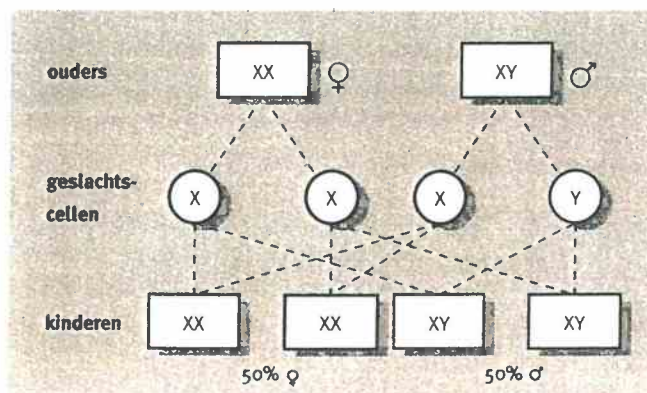 ouders XX ♀ XY ♂
geslachts-
cellen
X X X Y
kinderen XX XX XY XY
50% ♀ 50% ♂